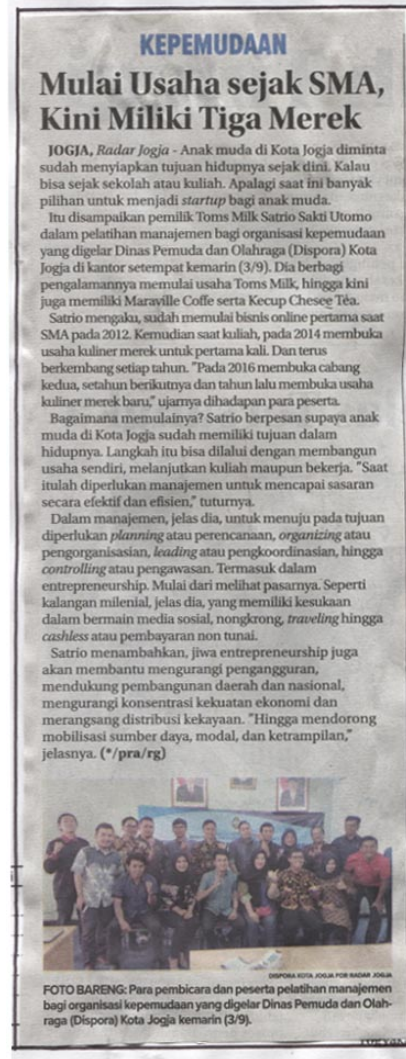 KEPEMUDAAN
Mulai Usaha sejak SMA,
Kini Miliki Tiga Merek
JOGJA, Radar Jogja - Anak muda di Kota Jogja diminta
sudah menyiapkan tujuan hidupnya sejak dini. Kalau
bisa sejak sekolah atau kuliah. Apalagi saat ini banyak
pilihan untuk menjadi startup bagi anak muda.
Itu disampaikan pemilik Toms Milk Satrio Sakti Utomo
dalam pelatihan manajemen bagi organisasi kepemudaan
yang digelar Dinas Pemuda dan Olahraga (Dispora) Kota
Jogja di kantor setempat kemarin (3/9). Dia berbagi
pengalamannya memulai usaha Toms Milk, hingga kini
juga memiliki Maraville Coffe serta Kecup Chesee Téa.
Satrio mengaku, sudah memulai bisnis online pertama saat
SMA pada 2012. Kemudian saat kuliah, pada 2014 membuka
usaha kuliner merek untuk pertama kali. Dan terus
berkembang setiap tahun. "Pada 2016 membuka cabang
kedua, setahun berikutnya dan tahun lalu membuka usaha
kuliner merek baru," ujarnya dihadapan para peserta.
Bagaimana memulainya? Satrio berpesan supaya anak
muda di Kota Jogja sudah memiliki tujuan dalam
hidupnya. Langkah itu bisa dilalui dengan membangun
usaha sendiri, melanjutkan kuliah maupun bekerja. "Saat
itulah diperlukan manajemen untuk mencapai sasaran
secara efektif dan efisien," tuturnya.
Dalam manajemen, jelas dia, untuk menuju pada tujuan
diperlukan planning atau perencanaan, organizing atau
pengorganisasian, leading atau pengkoordinasian, hingga
controlling atau pengawasan. Termasuk dalam
entrepreneurship. Mulai dari melihat pasarnya. Seperti
kalangan milenial, jelas dia, yang memiliki kesukaan
dalam bermain media sosial, nongkrong, traveling hingga
cashless atau pembayaran non tunai.
Satrio menambahkan, jiwa entrepreneurship juga
akan membantu mengurangi pengangguran,
mendukung pembangunan daerah dan nasional,
mengurangi konsentrasi kekuatan ekonomi dan
merangsang distribusi kekayaan. "Hingga mendorong
mobilisasi sumber daya, modal, dan ketrampilan,"
jelasnya. (*/pra/rg)
DISPORA KOTA JOGJA FOR RADAR JOGJA
FOTO BARENG: Para pembicara dan peserta pelatihan manajemen
bagi organisasi kepemudaan yang digelar Dinas Pemuda dan Olah-
raga (Dispora) Kota Jogja kemarin (3/9).